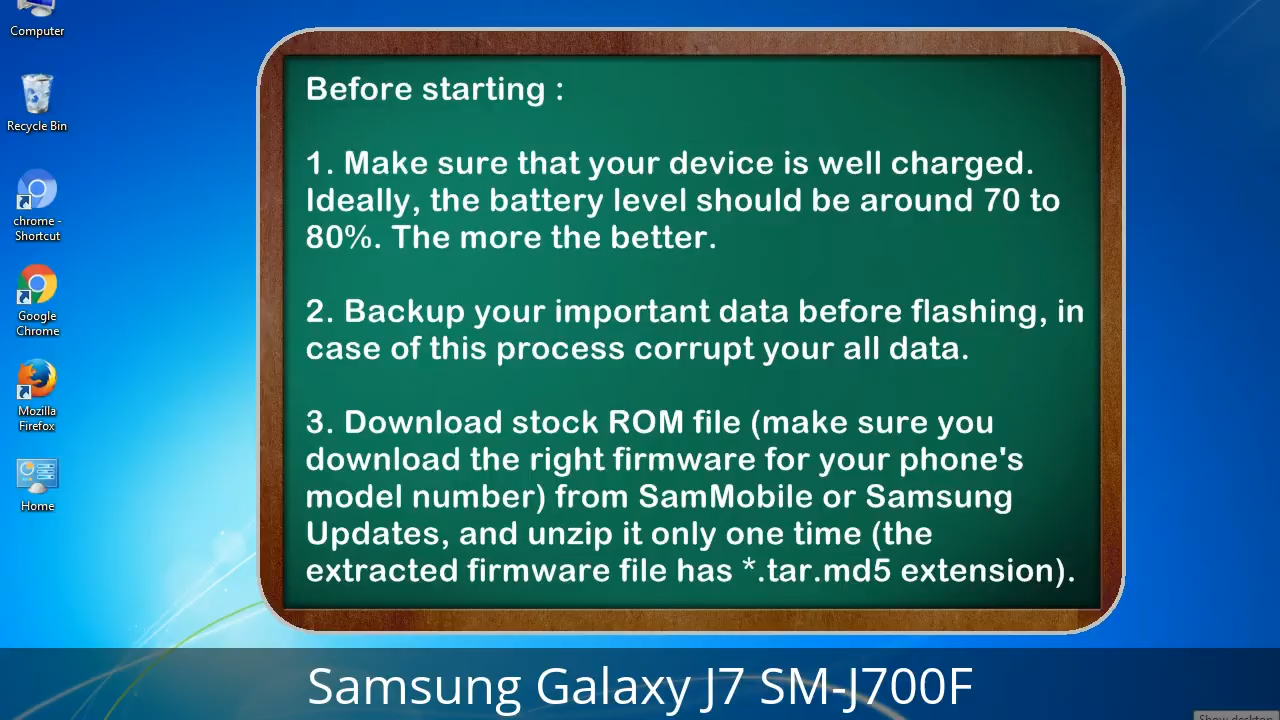 Computer
Recycle Bin
chrome -
Shortcut
Google
Chrome
Mozilla
Firefox
Home
Before starting :
1. Make sure that your device is well charged.
Ideally, the battery level should be around 70 to
80%. The more the better.
2. Backup your important data before flashing, in
case of this process corrupt your all data.
3. Download stock ROM file (make sure you
download the right firmware for your phone's
model number) from SamMobile or Samsung
Updates, and unzip it only one time (the
extracted firmware file has *.tar.md5 extension).
Samsung Galaxy J7 SM-J700F
Show desktop